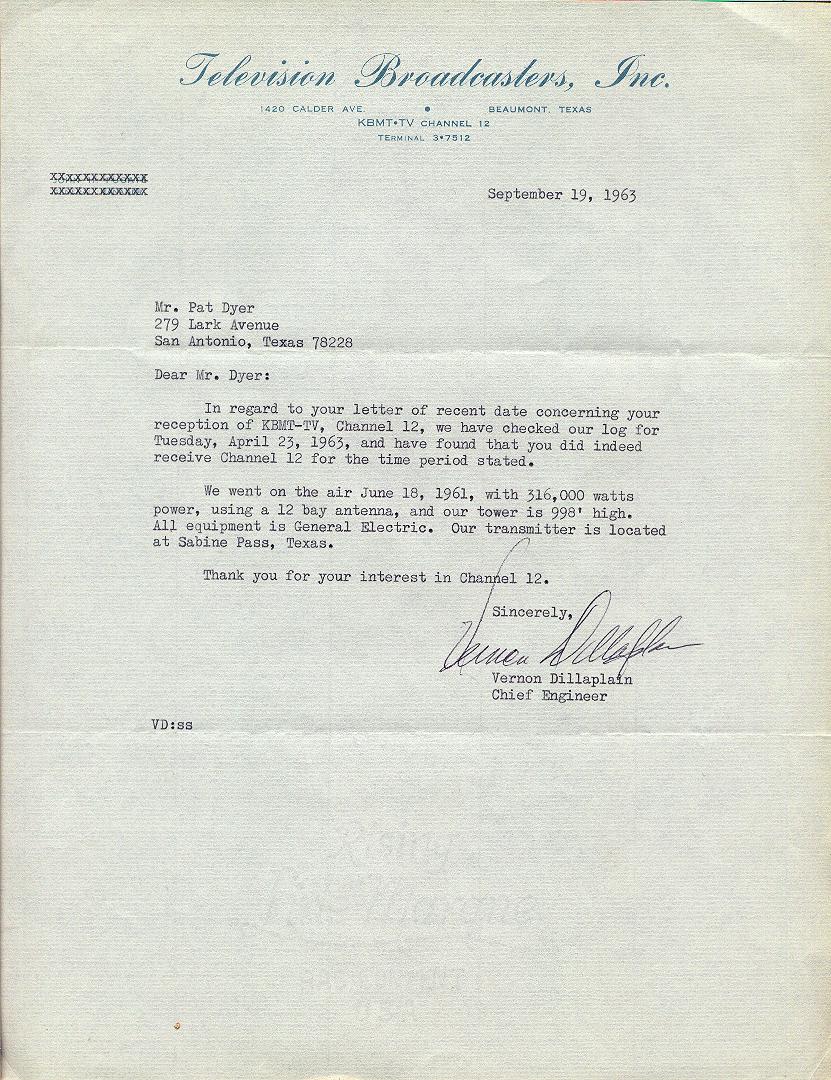 Television Broadcasters, Inc.
1420 CALDER AVE. • BEAUMONT, TEXAS
KBMT•TV CHANNEL 12
TERMINAL 3•7512
XXXXXXXXXXXX
XXXXXXXXXXXX
September 19, 1963
Mr. Pat Dyer
279 Lark Avenue
San Antonio, Texas 78228
Dear Mr. Dyer:
In regard to your letter of recent date concerning your
reception of KBMT-TV, Channel 12, we have checked our log for
Tuesday, April 23, 1963, and have found that you did indeed
receive Channel 12 for the time period stated.
We went on the air June 18, 1961, with 316,000 watts
power, using a 12 bay antenna, and our tower is 998' high.
All equipment is General Electric. Our transmitter is located
at Sabine Pass, Texas.
Thank you for your interest in Channel 12.
Sincerely,
Vernon Dillaplain
Vernon Dillaplain
Chief Engineer
VD:ss